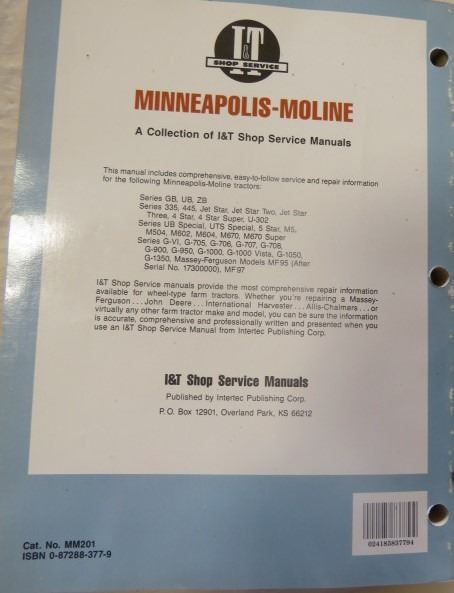 I&T
SHOP SERVICE
MINNEAPOLIS-MOLINE
A Collection of I&T Shop Service Manuals
This manual includes comprehensive, easy-to-follow service and repair information
for the following Minneapolis-Moline tractors:
Series GB, UB, ZB
Series 335, 445, Jet Star, Jet Star Two, Jet Star
Three, 4 Star, 4 Star Super, U-302
Series UB Special, UTS Special, 5 Star, M5,
M504, M602, M604, M670, M670 Super
Series G-VI, G-705, G-706, G-707, G-708,
G-900, G-950, G-1000, G-1000 Vista, G-1050,
G-1350, Massey-Ferguson Models MF95 (After
Serial No. 17300000), MF97
I&T Shop Service manuals provide the most comprehensive repair information
available for wheel-type farm tractors. Whether you're repairing a Massey-
Ferguson . . . John Deere . . . International Harvester . . . Allis-Chalmers . . . or
virtually any other farm tractor make and model, you can be sure the information
is accurate, comprehensive and professionally written and presented when you
use an I&T Shop Service Manual from Intertec Publishing Corp.
I&T Shop Service Manuals
Published by Intertec Publishing Corp.
P.O. Box 12901, Overland Park, KS 66212
Cat. No. MM201
ISBN 0-87288-377-9
024185837794